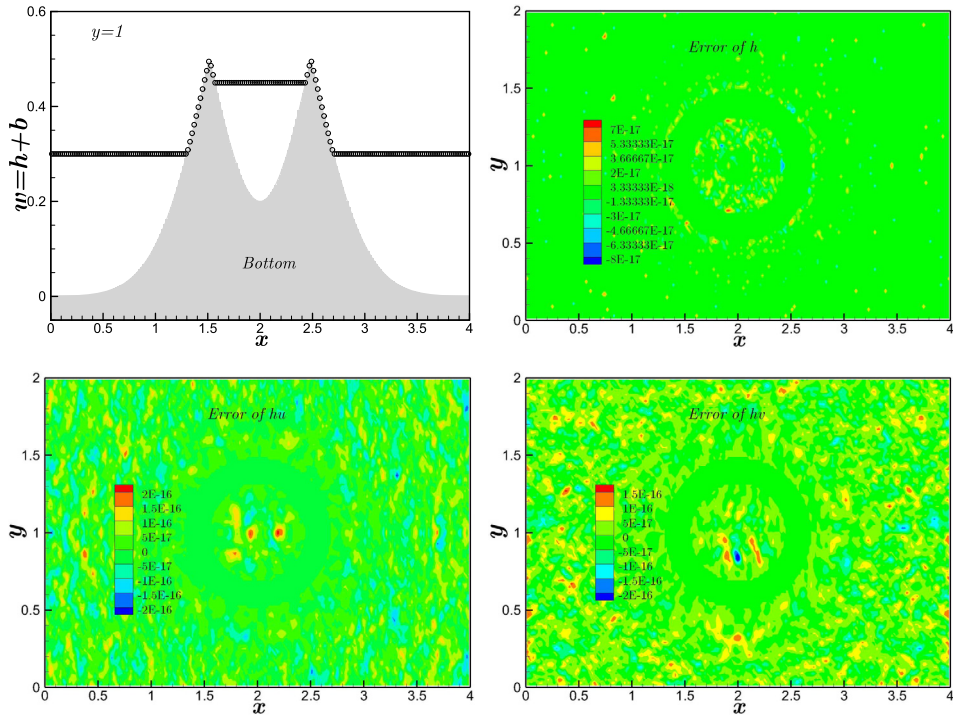 0.6
0.4
0.2
0
w=h+b
y=1
Bottom
0 0.5 1 1.5 2 2.5 3 3.5 4
x
2
1.5
1
0.5
0
y
Error of h
7E-17
5.33333E-17
3.66667E-17
2E-17
3.33333E-18
-1.33333E-17
-3E-17
-4.66667E-17
-6.33333E-17
-8E-17
0 0.5 1 1.5 2 2.5 3 3.5 4
x
2
1.5
1
0.5
0
y
Error of hu
2E-16
1.5E-16
1E-16
5E-17
0
-5E-17
-1E-16
-1.5E-16
-2E-16
0 0.5 1 1.5 2 2.5 3 3.5 4
x
2
1.5
1
0.5
0
y
Error of hv
1.5E-16
1E-16
5E-17
0
-5E-17
-1E-16
-1.5E-16
-2E-16
0 0.5 1 1.5 2 2.5 3 3.5 4
x